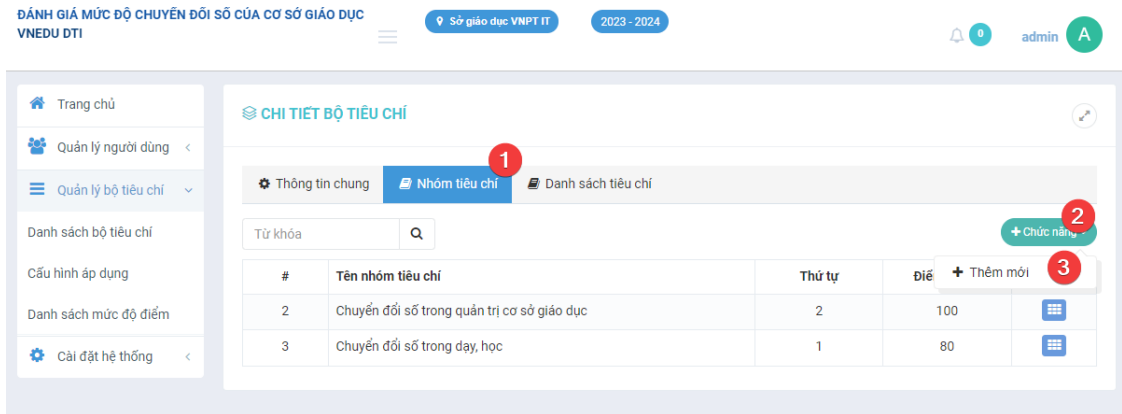 ĐÁNH GIÁ MỨC ĐỘ CHUYỂN ĐỔI SỐ CỦA CƠ SỞ GIÁO DỤC
VNEDU DTI
Sở giáo dục VNPT IT
2023 - 2024
0
admin
A
Trang chủ
Quản lý người dùng
Quản lý bộ tiêu chí
Danh sách bộ tiêu chí
Cấu hình áp dụng
Danh sách mức độ điểm
Cài đặt hệ thống
CHI TIẾT BỘ TIÊU CHÍ
1
Thông tin chung
Nhóm tiêu chí
Danh sách tiêu chí
Từ khóa
2
+ Chức năng
+ Thêm mới
3
# Tên nhóm tiêu chí Thứ tự
2 Chuyển đổi số trong quản trị cơ sở giáo dục 2 100
3 Chuyển đổi số trong dạy, học 1 80